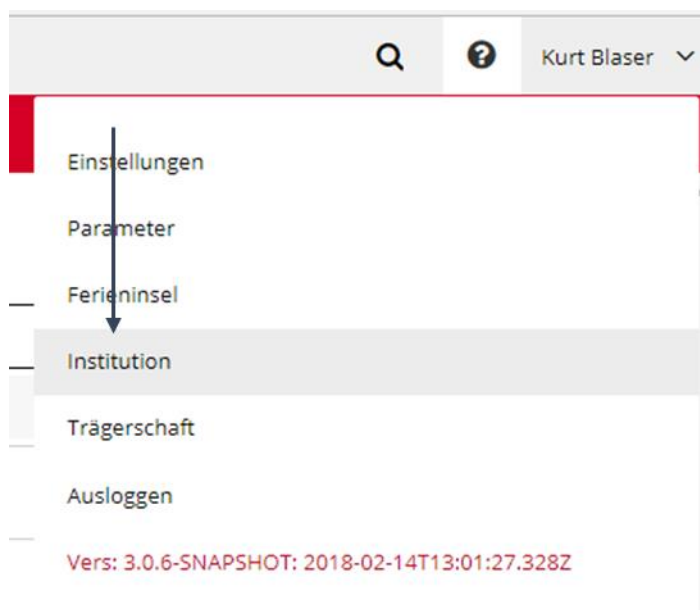 Kurt Blaser
Einstellungen
Parameter
Ferieninsel
Institution
Trägerschaft
Ausloggen
Vers: 3.0.6-SNAPSHOT: 2018-02-14T13:01:27.328Z